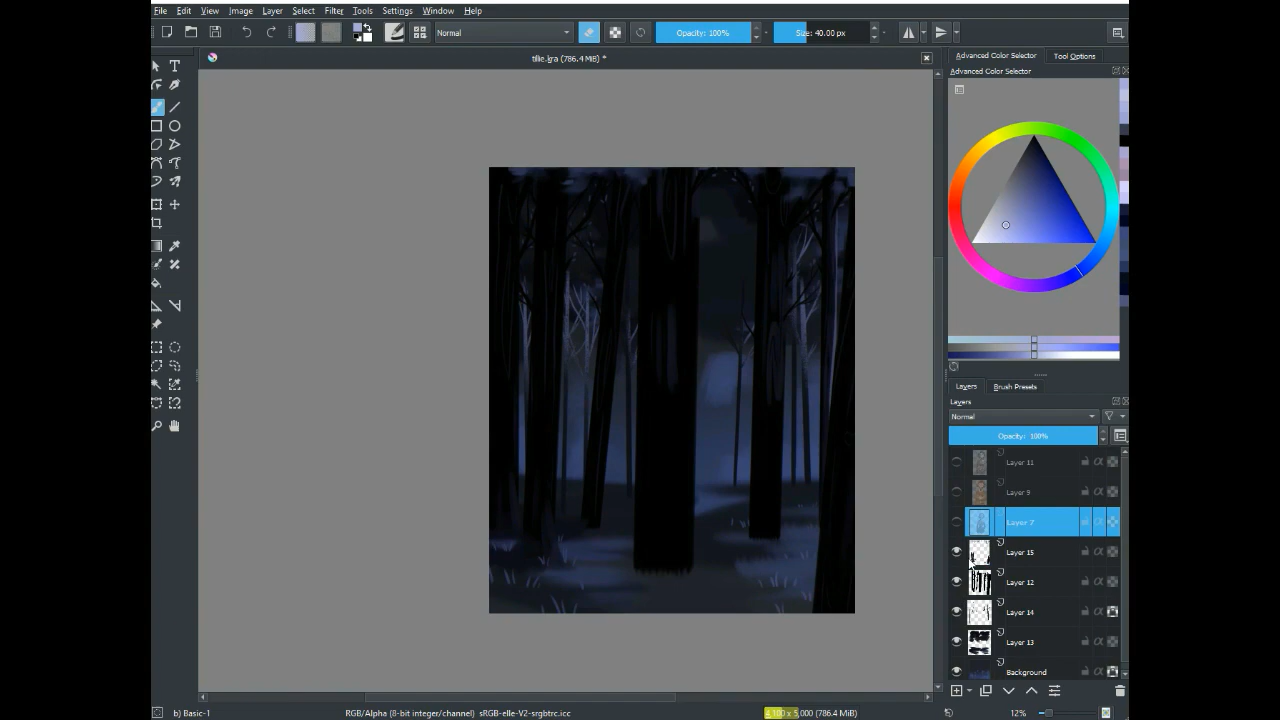 File Edit View Image Layer Select Filter Tools Settings Window Help
Normal
Opacity: 100%
Size: 40.00 px
tillie.kra (786.4 MiB) *
Advanced Color Selector
Tool Options
Advanced Color Selector
Layers
Brush Presets
Layers
Normal
Opacity: 100%
Layer 11
Layer 9
Layer 7
Layer 15
Layer 12
Layer 14
Layer 13
Background
b) Basic-1
RGB/Alpha (8-bit integer/channel) sRGB-elle-V2-srgbtrc.icc
4,100 x 5,000 (786.4 MiB)
12%